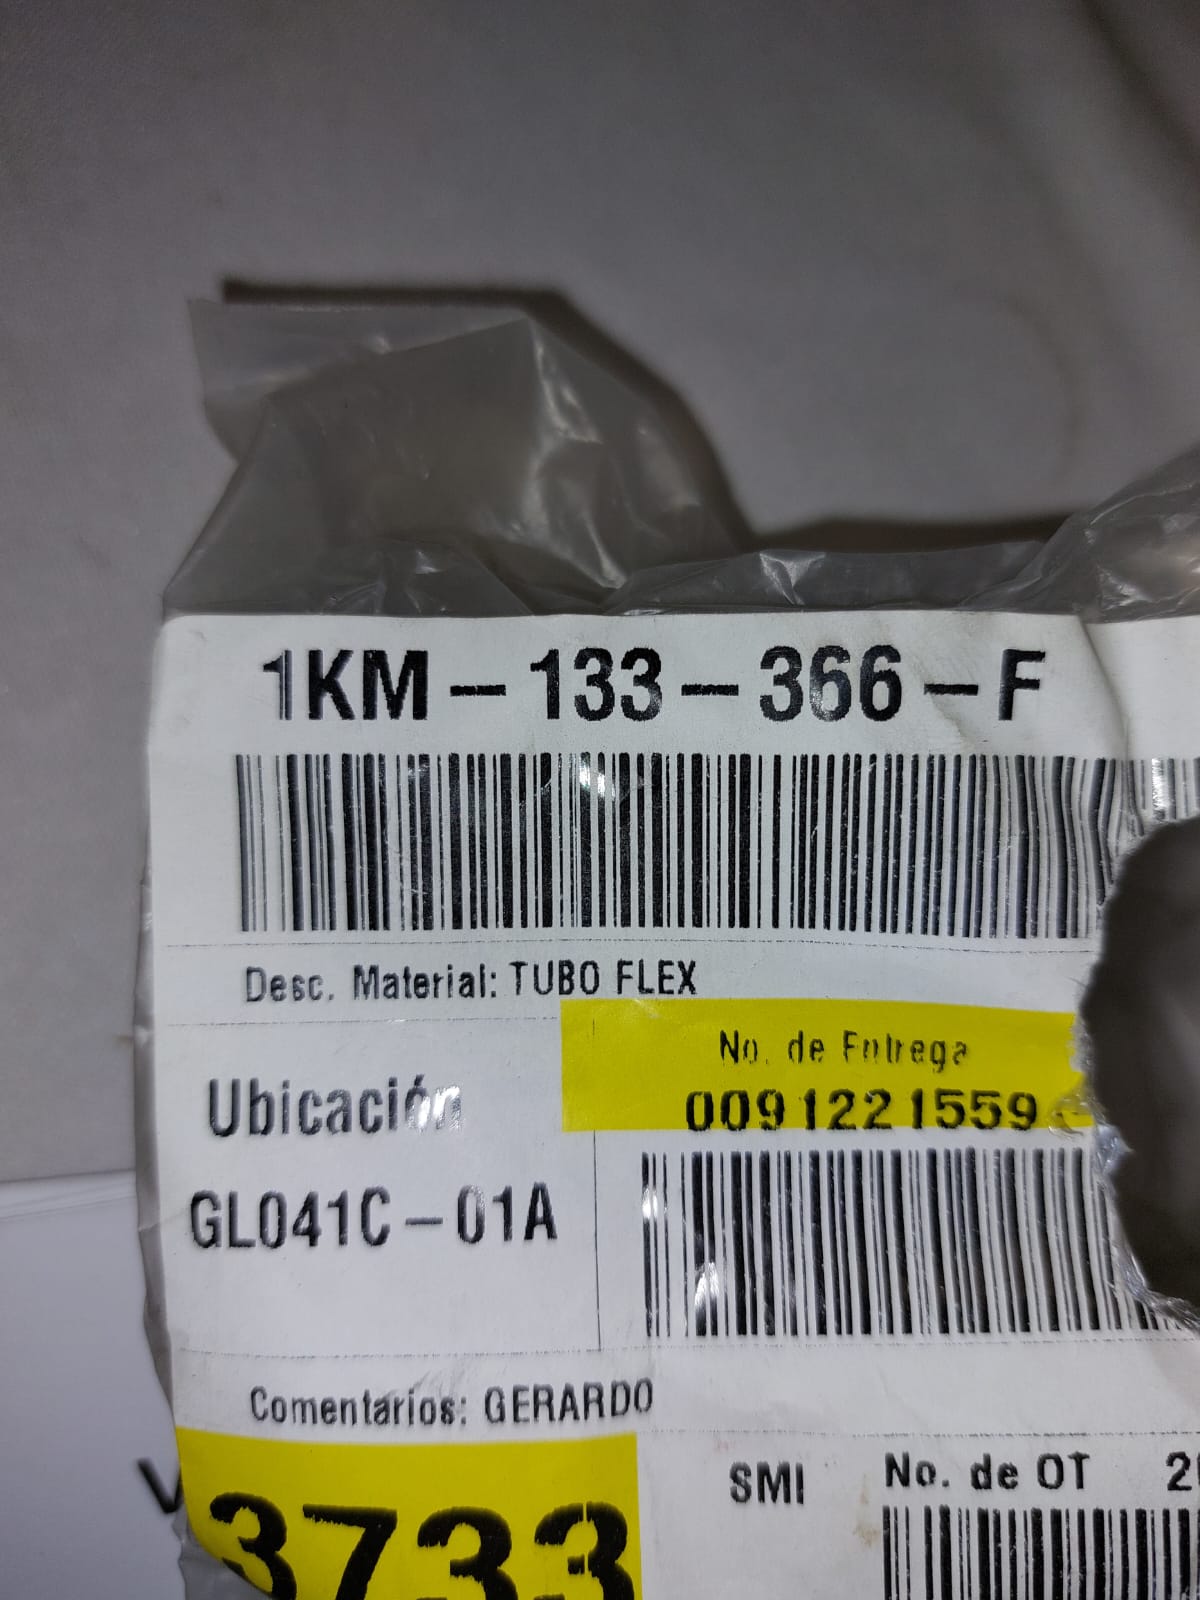 1KM-133-366-F
Desc. Material: TUBO FLEX
No. de Entrega
0091221559
Ubicación
GL041C-01A
Comentarios: GERARDO
SMI No. de OT
3733